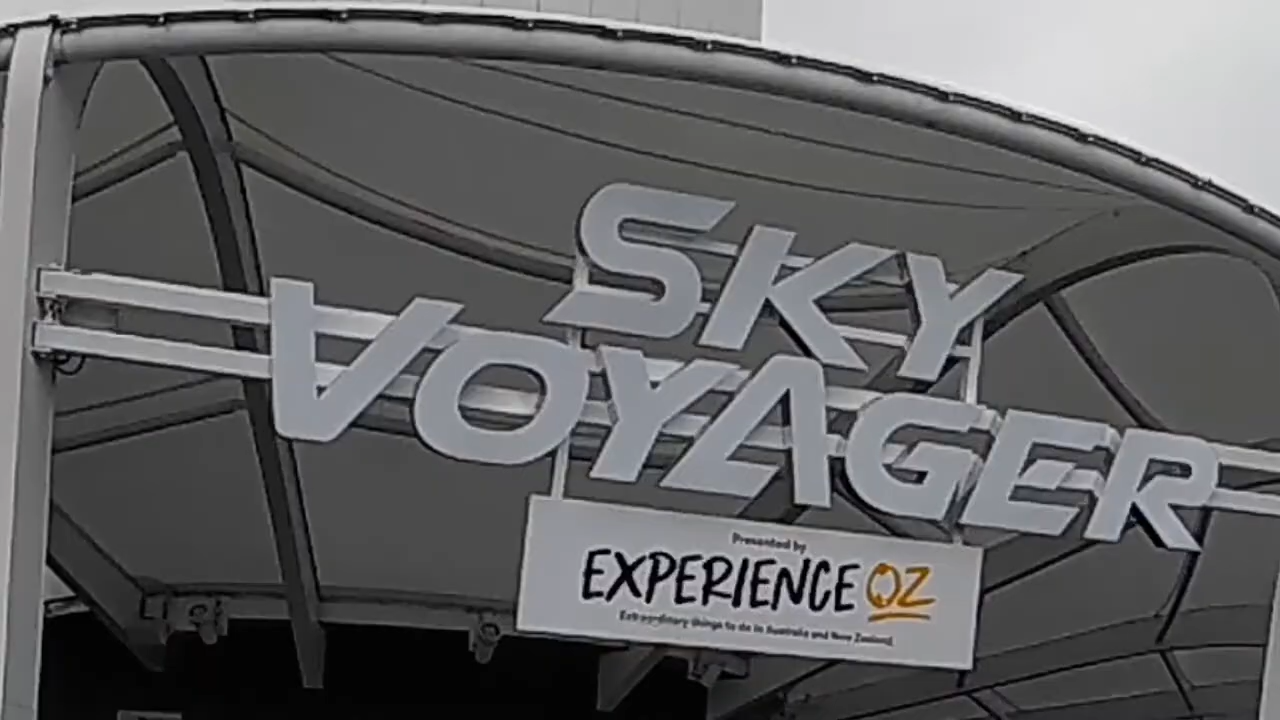 SKY
VOYAGER
Presented by
EXPERIENCE OZ
Extraordinary things to do in Australia and New Zealand